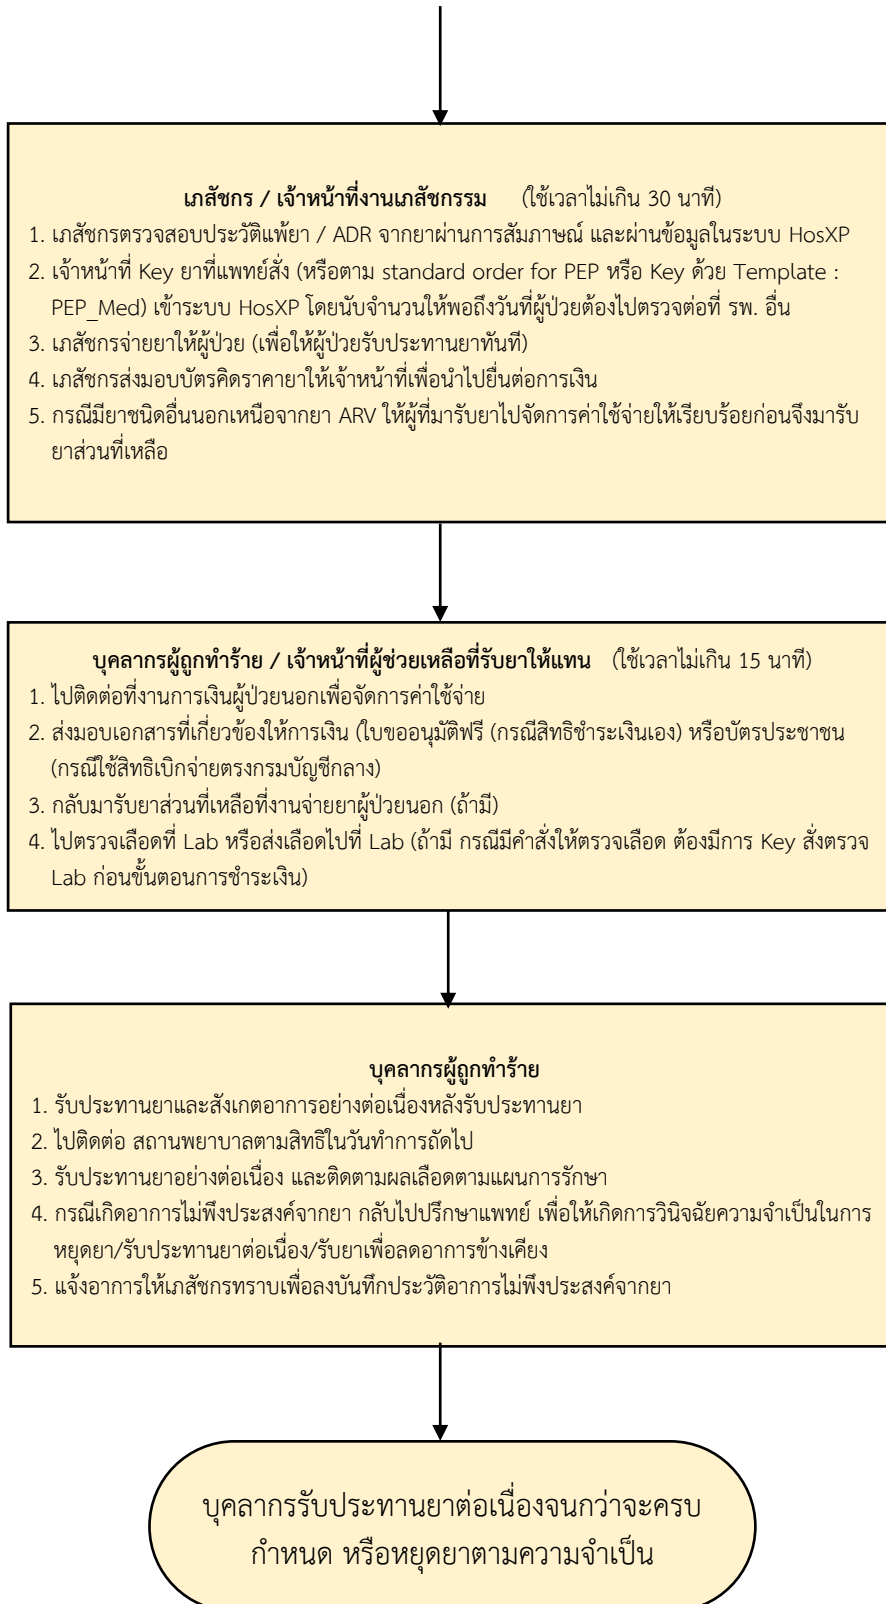 เภสัชกร / เจ้าหน้าที่งานเภสัชกรรม (ใช้เวลาไม่เกิน 30 นาที)
1. เภสัชกรตรวจสอบประวัติแพ้ยา / ADR จากยาผ่านการสัมภาษณ์ และผ่านข้อมูลในระบบ HosXP
2. เจ้าหน้าที่ Key ยาที่แพทย์สั่ง (หรือตาม standard order for PEP หรือ Key ด้วย Template :
PEP_Med) เข้าระบบ HosXP โดยนับจำนวนให้พอถึงวันที่ผู้ป่วยต้องไปตรวจต่อที่ รพ. อื่น
3. เภสัชกรจ่ายยาให้ผู้ป่วย (เพื่อให้ผู้ป่วยรับประทานยาทันที)
4. เภสัชกรส่งมอบบัตรคิดราคายาให้เจ้าหน้าที่เพื่อนำไปยื่นต่อการเงิน
5. กรณีมียาชนิดอื่นนอกเหนือจากยา ARV ให้ผู้ที่มารับยาไปจัดการค่าใช้จ่ายให้เรียบร้อยก่อนจึงมารับ
ยาส่วนที่เหลือ
บุคลากรผู้ถูกทำร้าย / เจ้าหน้าที่ผู้ช่วยเหลือที่รับยาให้แทน (ใช้เวลาไม่เกิน 15 นาที)
1. ไปติดต่อที่งานการเงินผู้ป่วยนอกเพื่อจัดการค่าใช้จ่าย
2. ส่งมอบเอกสารที่เกี่ยวข้องให้การเงิน (ใบขออนุมัติฟรี (กรณีสิทธิชำระเงินเอง) หรือบัตรประชาชน
(กรณีใช้สิทธิเบิกจ่ายตรงกรมบัญชีกลาง)
3. กลับมารับยาส่วนที่เหลือที่งานจ่ายยาผู้ป่วยนอก (ถ้ามี)
4. ไปตรวจเลือดที่ Lab หรือส่งเลือดไปที่ Lab (ถ้ามี กรณีมีคำสั่งให้ตรวจเลือด ต้องมีการ Key สั่งตรวจ
Lab ก่อนขั้นตอนการชำระเงิน)
บุคลากรผู้ถูกทำร้าย
1. รับประทานยาและสังเกตอาการอย่างต่อเนื่องหลังรับประทานยา
2. ไปติดต่อ สถานพยาบาลตามสิทธิในวันทำการถัดไป
3. รับประทานยาอย่างต่อเนื่อง และติดตามผลเลือดตามแผนการรักษา
4. กรณีเกิดอาการไม่พึงประสงค์จากยา กลับไปปรึกษาแพทย์ เพื่อให้เกิดการวินิจฉัยความจำเป็นในการ
หยุดยา/รับประทานยาต่อเนื่อง/รับยาเพื่อลดอาการข้างเคียง
5. แจ้งอาการให้เภสัชกรทราบเพื่อลงบันทึกประวัติอาการไม่พึงประสงค์จากยา
บุคลากรรับประทานยาต่อเนื่องจนกว่าจะครบ
กำหนด หรือหยุดยาตามความจำเป็น